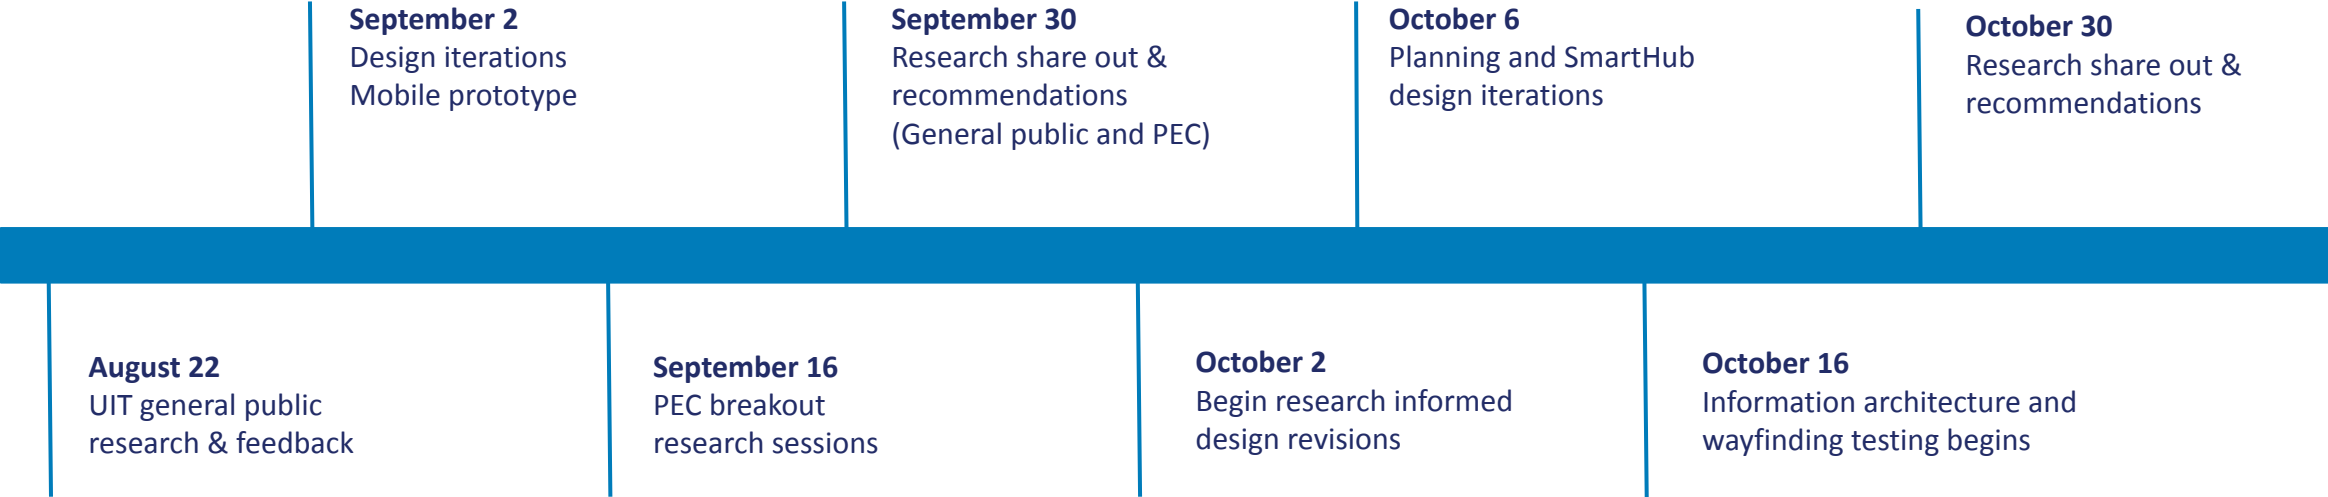 September 2
Design iterations
Mobile prototype
September 30
Research share out &
recommendations
(General public and PEC)
October 6
Planning and SmartHub
design iterations
October 30
Research share out &
recommendations
August 22
UIT general public
research & feedback
September 16
PEC breakout
research sessions
October 2
Begin research informed
design revisions
October 16
Information architecture and
wayfinding testing begins